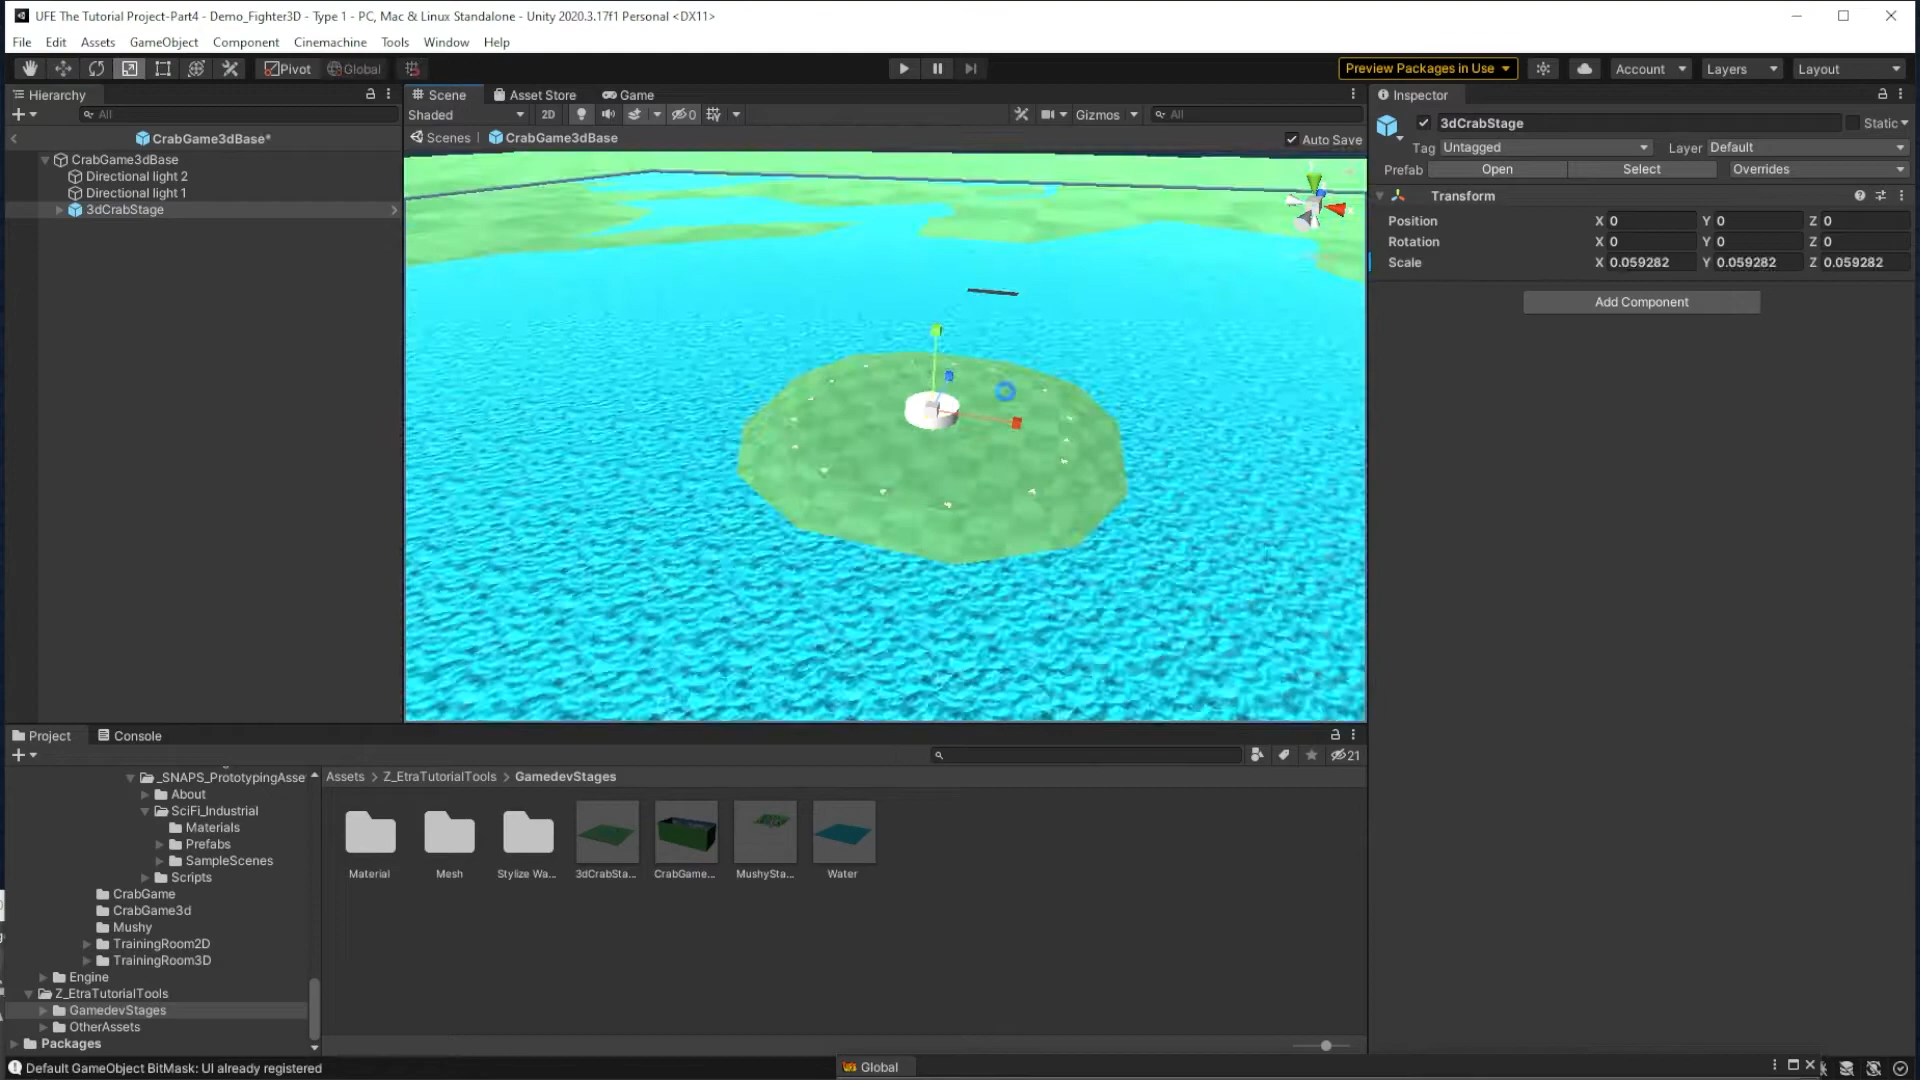 UFE The Tutorial Project-Part4 - Demo_Fighter3D - Type 1 - PC, Mac & Linux Standalone - Unity 2020.3.17f1 Personal <DX11>
File Edit Assets GameObject Component Cinemachine Tools Window Help
Pivot Global Preview Packages in Use Account Layers Layout
Hierarchy Scene Asset Store Game Inspector
All Shaded 2D 0 Gizmos All 3dCrabStage Static
CrabGame3dBase* Scenes CrabGame3dBase Auto Save
Tag Untagged Layer Default
Prefab Open Select Overrides
CrabGame3dBase
Directional light 2
Directional light 1
3dCrabStage
Transform
Position X 0 Y 0 Z 0
Rotation X 0 Y 0 Z 0
Scale X 0.059282 Y 0.059282 Z 0.059282
Add Component
Project Console
21
_SNAPS_PrototypingAsse
About
SciFi_Industrial
Materials
Prefabs
SampleScenes
Scripts
CrabGame
CrabGame3d
Mushy
TrainingRoom2D
TrainingRoom3D
Engine
Z_EtraTutorialTools
GamedevStages
OtherAssets
Packages
Assets > Z_EtraTutorialTools > GamedevStages
Material Mesh Stylize Wa... 3dCrabSta... CrabGame... MushySta... Water
Default GameObject BitMask: UI already registered
Global